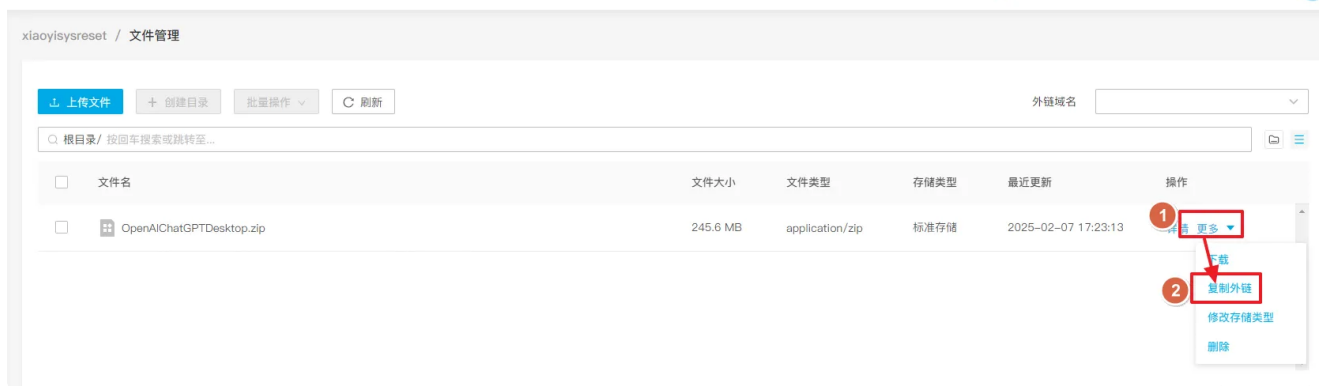 xiaoyisysreset / 文件管理
上传文件 + 创建目录 批量操作 刷新 外链域名
根目录/ 按回车搜索或跳转至...
文件名 文件大小 文件类型 存储类型 最近更新 操作
OpenAIChatGPTDesktop.zip 245.6 MB application/zip 标准存储 2025-02-07 17:23:13 1 详情 更多
下载
2 复制外链
修改存储类型
删除